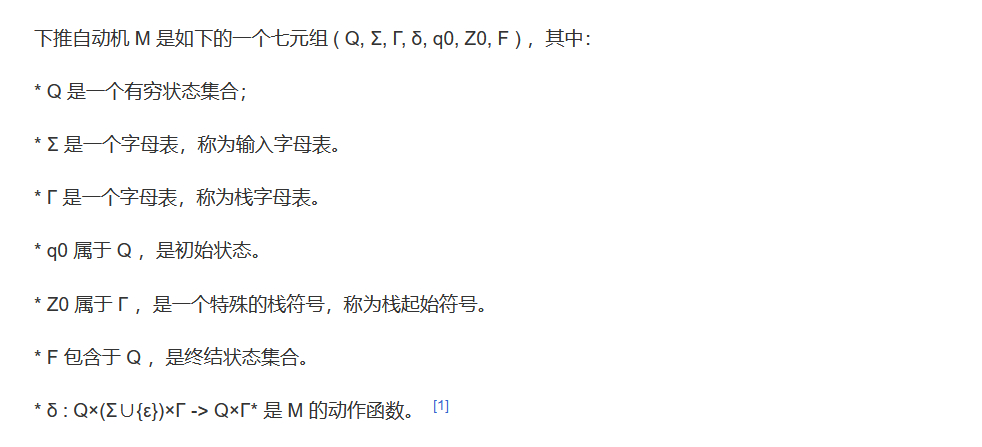 下推自动机 M 是如下的一个七元组 ( Q, Σ, Γ, δ, q0, Z0, F ) ，其中：
* Q 是一个有穷状态集合；
* Σ 是一个字母表，称为输入字母表。
* Γ 是一个字母表，称为栈字母表。
* q0 属于 Q ，是初始状态。
* Z0 属于 Γ ，是一个特殊的栈符号，称为栈起始符号。
* F 包含于 Q ，是终结状态集合。
* δ : Q×(Σ∪{ε})×Γ -> Q×Γ* 是 M 的动作函数。 [1]